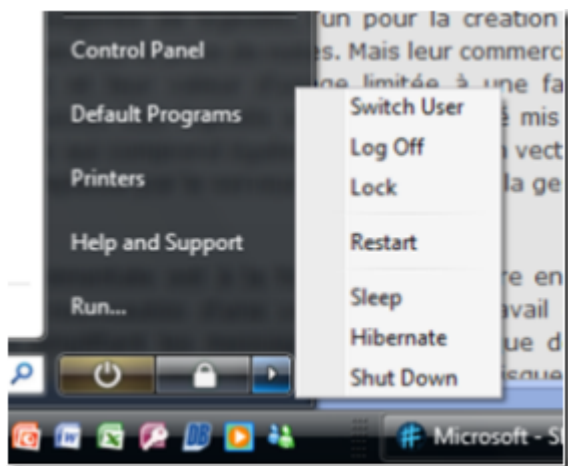 un pour la création
Control Panel
s. Mais leur commerc
ge limitée à une fa
Default Programs
Switch User
mis
Log Off
vect
Printers
Lock
la ge
Help and Support
Restart
re en
Run...
Sleep
avail
Hibernate
ue d
Shut Down
isque
DB
Microsoft - S